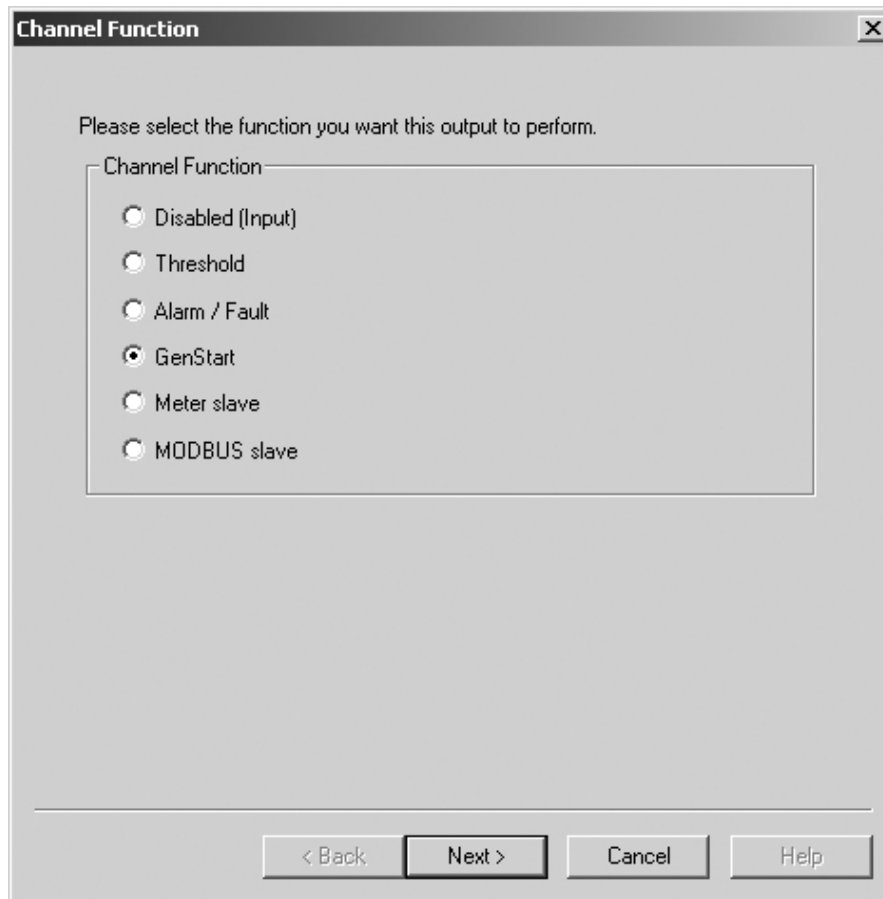 Channel Function
Please select the function you want this output to perform.
Channel Function
Disabled (Input)
Threshold
Alarm / Fault
GenStart
Meter slave
MODBUS slave
< Back
Next >
Cancel
Help